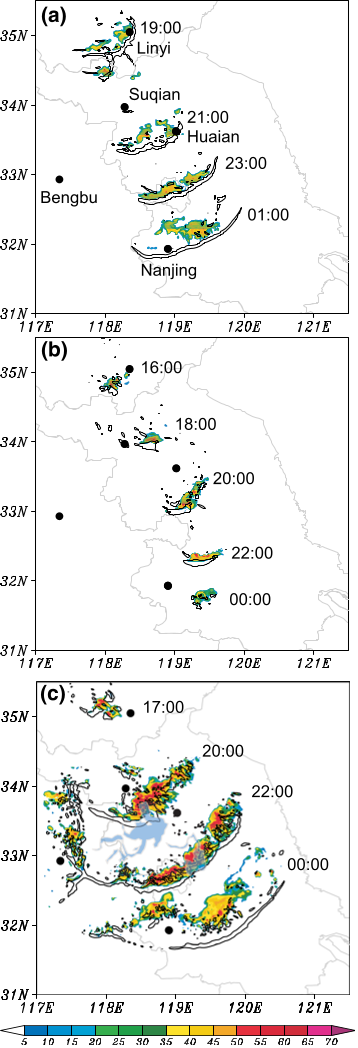 (a)
35N
19:00
Linyi
34N
Suqian
21:00
Huaian
33N
23:00
Bengbu
01:00
32N
Nanjing
31N
117E 118E 119E 120E 121E
(b)
35N
16:00
34N
18:00
20:00
33N
22:00
32N
00:00
31N
117E 118E 119E 120E 121E
(c)
35N
17:00
20:00
34N
22:00
33N
00:00
32N
31N
117E 118E 119E 120E 121E
5 10 15 20 25 30 35 40 45 50 55 60 65 70